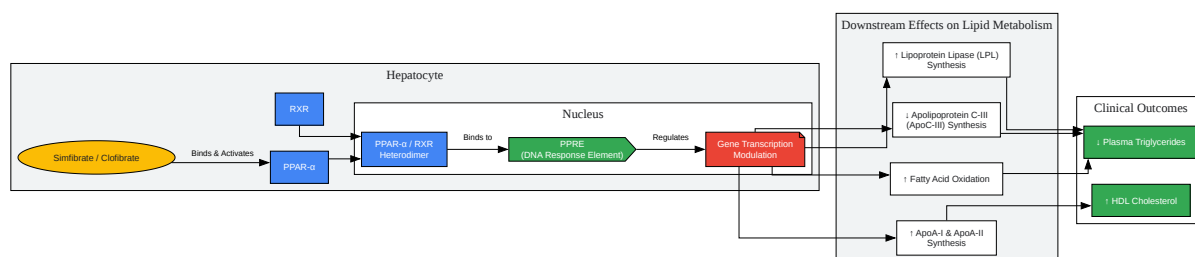 Downstream Effects on Lipid Metabolism
↑ Lipoprotein Lipase (LPL)
Synthesis
Hepatocyte
RXR
Nucleus
Clinical Outcomes
↓ Apolipoprotein C-III
(ApoC-III) Synthesis
Simfibrate / Clofibrate
Binds & Activates
PPAR-α
PPAR-α / RXR
Heterodimer
Binds to
PPRE
(DNA Response Element)
Regulates
Gene Transcription
Modulation
↓ Plasma Triglycerides
↑ Fatty Acid Oxidation
↑ HDL Cholesterol
↑ ApoA-I & ApoA-II
Synthesis